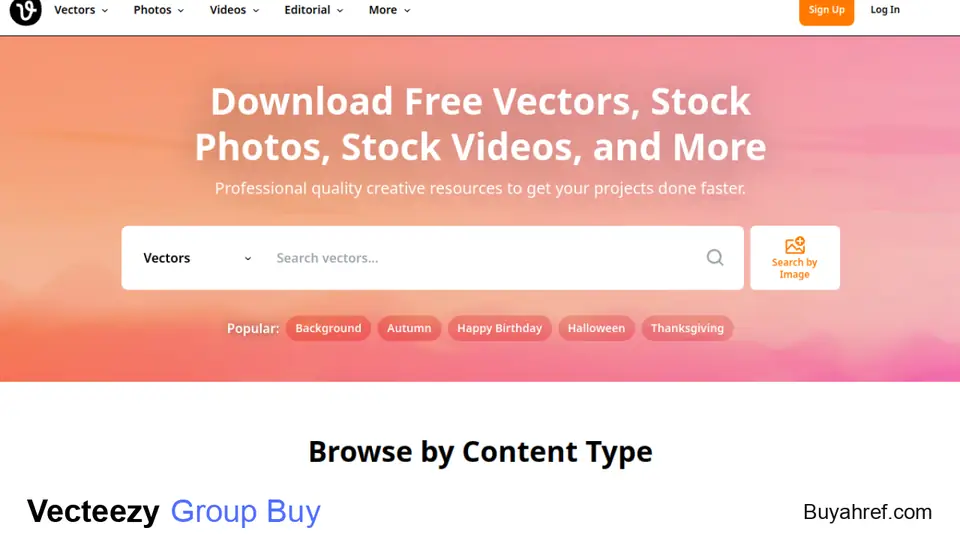 Vectors Photos Videos Editorial More Sign Up Log In
Download Free Vectors, Stock
Photos, Stock Videos, and More
Professional quality creative resources to get your projects done faster.
Vectors Search vectors...
Search by
Image
Popular: Background Autumn Happy Birthday Halloween Thanksgiving
Browse by Content Type
Vecteezy Group Buy
Buyahref.com